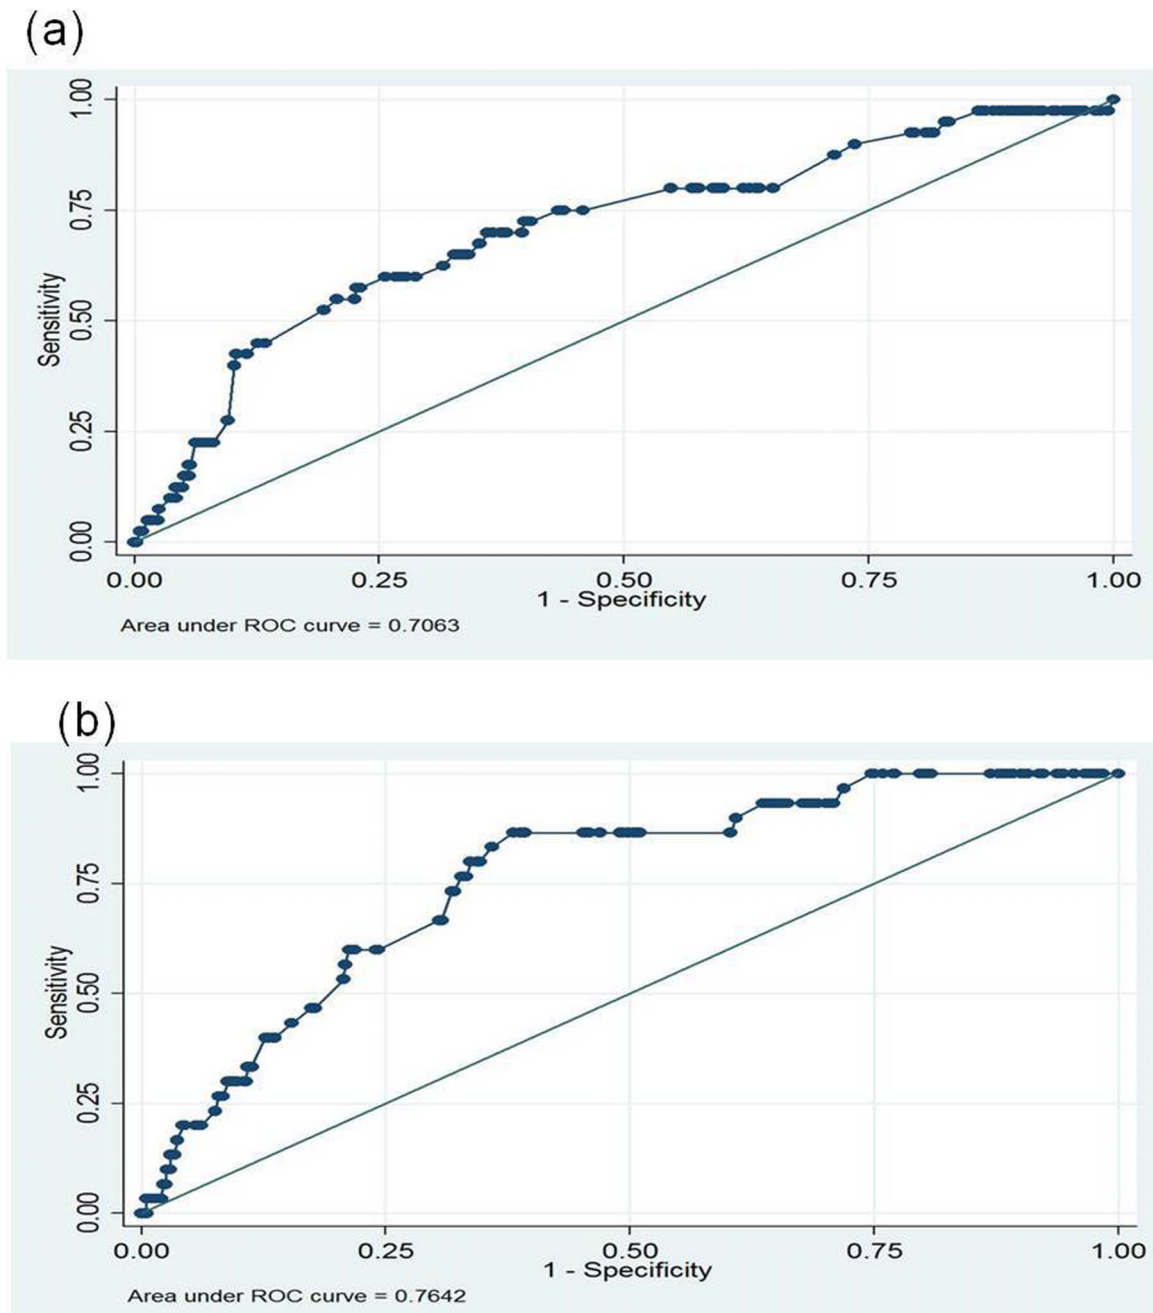 (a)
1.00
0.75
0.50
0.25
0.00
Sensitivity
0.00 0.25 0.50 0.75 1.00
1 - Specificity
Area under ROC curve = 0.7063
(b)
1.00
0.75
0.50
0.25
0.00
Sensitivity
0.00 0.25 0.50 0.75 1.00
1 - Specificity
Area under ROC curve = 0.7642